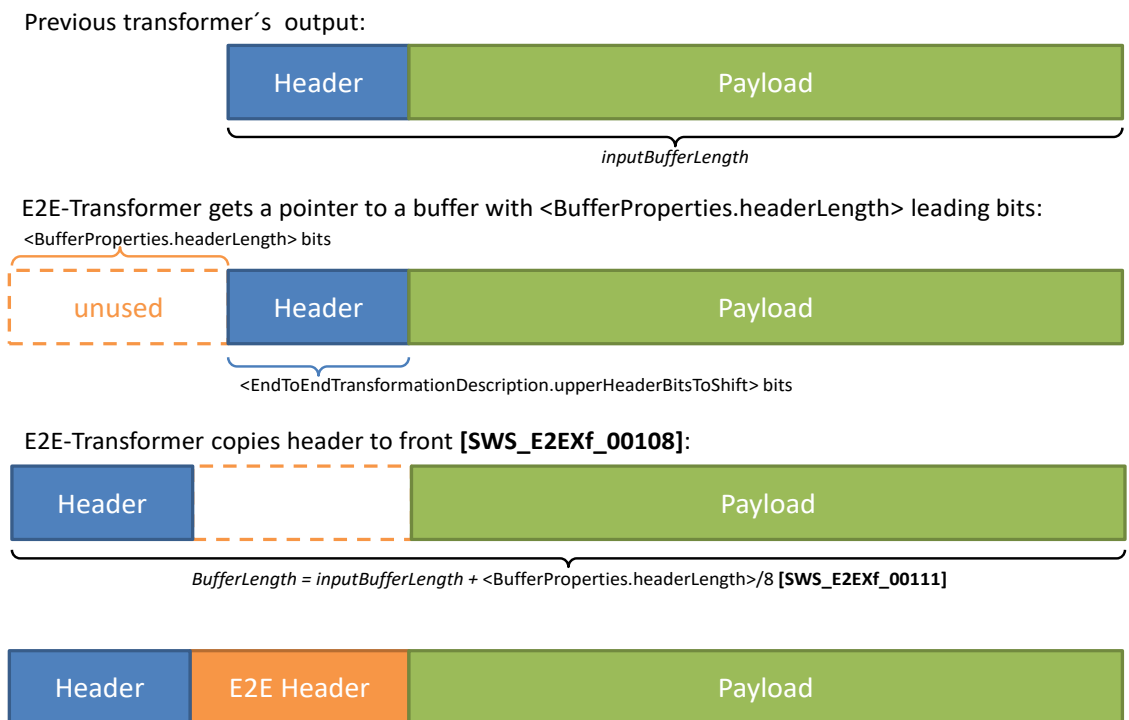 Previous transformer´s output:
Header Payload
inputBufferLength
E2E-Transformer gets a pointer to a buffer with <BufferProperties.headerLength> leading bits:
<BufferProperties.headerLength> bits
unused Header Payload
<EndToEndTransformationDescription.upperHeaderBitsToShift> bits
E2E-Transformer copies header to front [SWS_E2EXf_00108]:
Header Payload
BufferLength = inputBufferLength + <BufferProperties.headerLength>/8 [SWS_E2EXf_00111]
Header E2E Header Payload